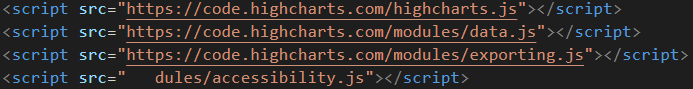 <script src="https://code.highcharts.com/highcharts.js"></script>
<script src="https://code.highcharts.com/modules/data.js"></script>
<script src="https://code.highcharts.com/modules/exporting.js"></script>
<script src="   dules/accessibility.js"></script>